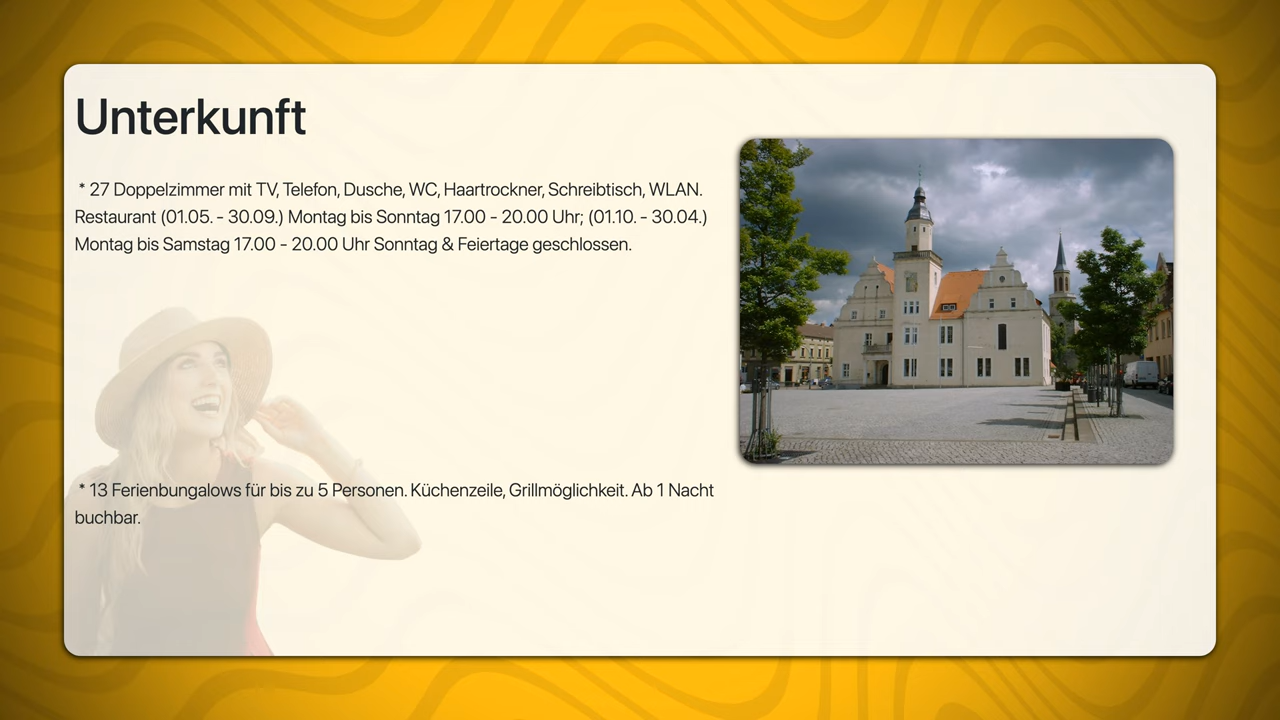 Unterkunft
* 27 Doppelzimmer mit TV, Telefon, Dusche, WC, Haartrockner, Schreibtisch, WLAN.
Restaurant (01.05. - 30.09.) Montag bis Sonntag 17.00 - 20.00 Uhr; (01.10. - 30.04.)
Montag bis Samstag 17.00 - 20.00 Uhr Sonntag & Feiertage geschlossen.
* 13 Ferienbungalows für bis zu 5 Personen. Küchenzeile, Grillmöglichkeit. Ab 1 Nacht
buchbar.